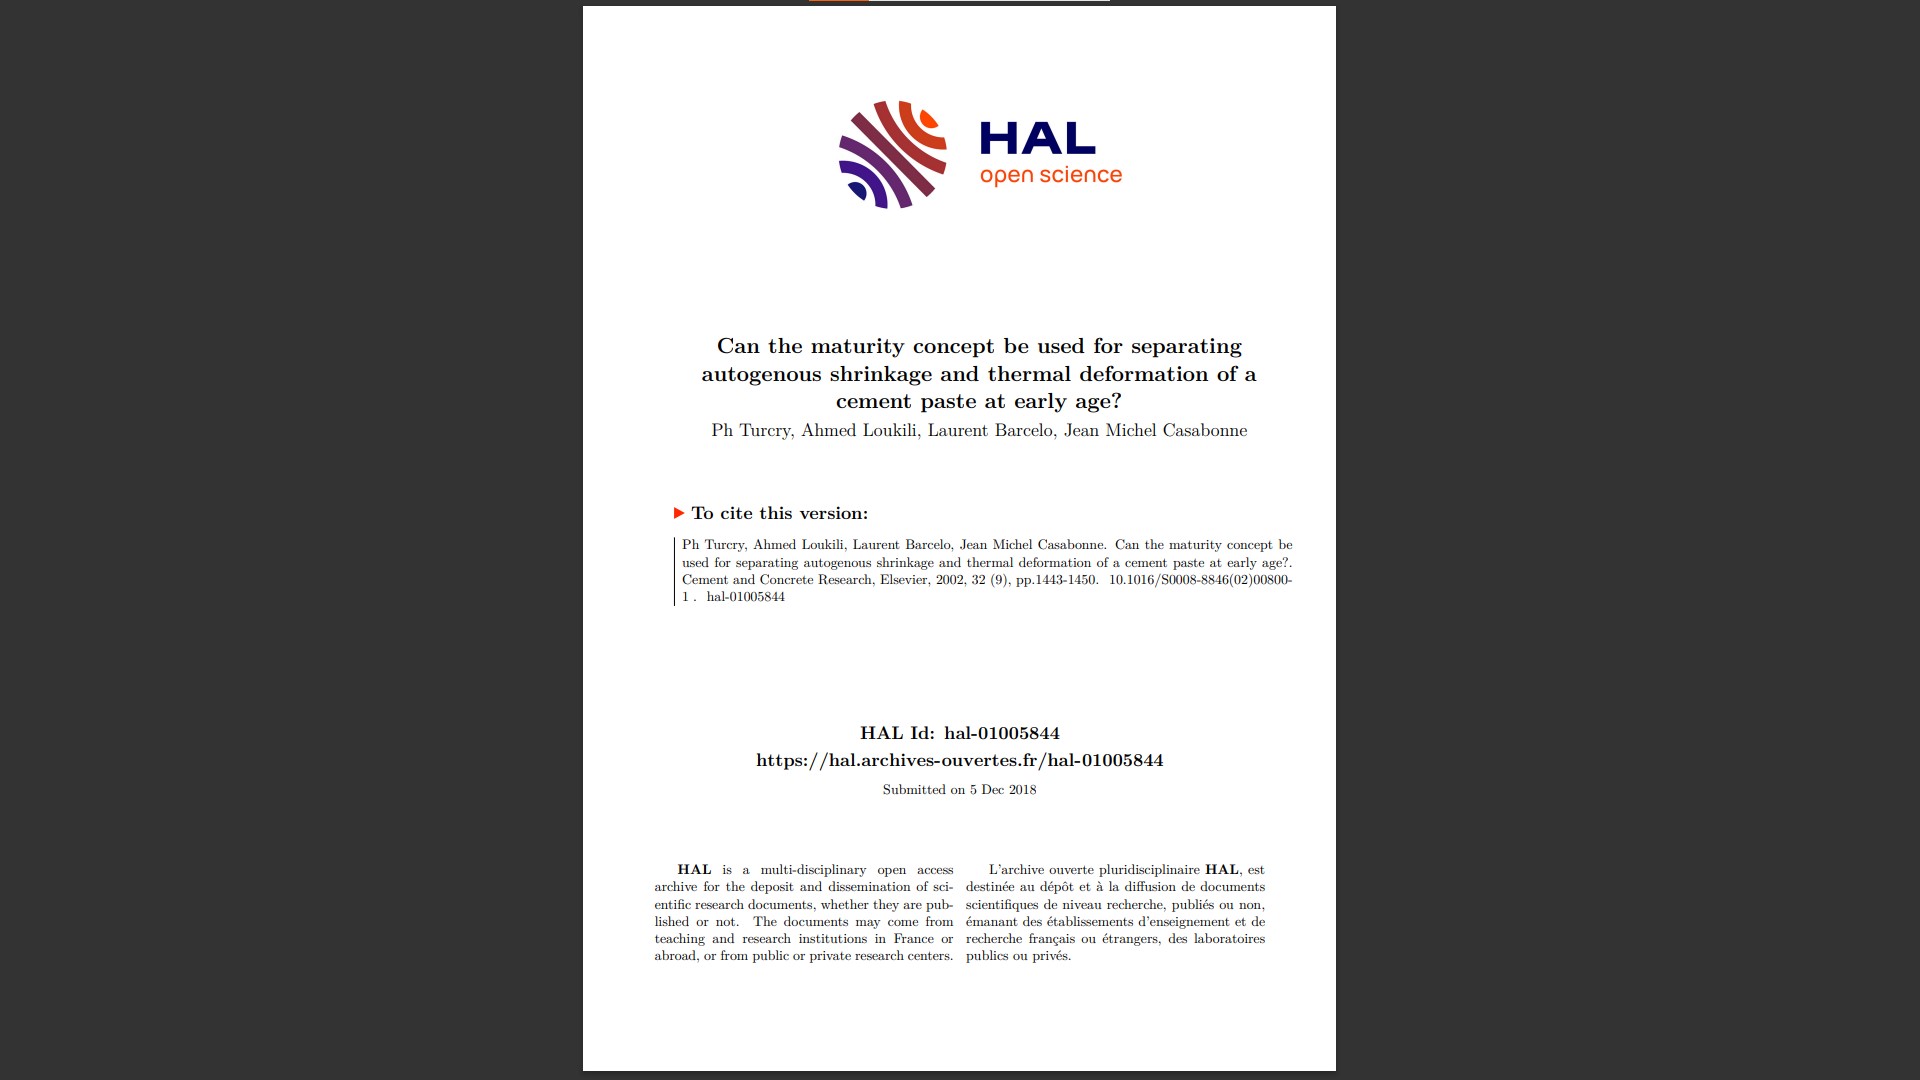 HAL
open science
Can the maturity concept be used for separating
autogenous shrinkage and thermal deformation of a
cement paste at early age?
Ph Turcry, Ahmed Loukili, Laurent Barcelo, Jean Michel Casabonne
To cite this version:
Ph Turcry, Ahmed Loukili, Laurent Barcelo, Jean Michel Casabonne. Can the maturity concept be
used for separating autogenous shrinkage and thermal deformation of a cement paste at early age?.
Cement and Concrete Research, Elsevier, 2002, 32 (9), pp.1443-1450. 10.1016/S0008-8846(02)00800-
1 . hal-01005844
HAL Id: hal-01005844
https://hal.archives-ouvertes.fr/hal-01005844
Submitted on 5 Dec 2018
HAL is a multi-disciplinary open access
archive for the deposit and dissemination of sci-
entific research documents, whether they are pub-
lished or not. The documents may come from
teaching and research institutions in France or
abroad, or from public or private research centers.
L'archive ouverte pluridisciplinaire HAL, est
destinée au dépôt et à la diffusion de documents
scientifiques de niveau recherche, publiés ou non,
émanant des établissements d'enseignement et de
recherche français ou étrangers, des laboratoires
publics ou privés.